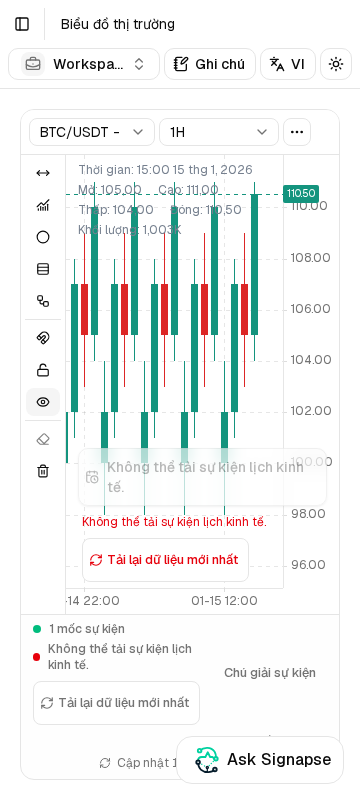 Biểu đồ thị trường
Workspa...
Ghi chú
VI
BTC/USDT –
1H
Thời gian: 15:00 15 thg 1, 2026
Mở: 105,00 Cao: 111,00
Thấp: 104,00 Đóng: 110,50
Khối lượng: 1,003K
110.50
110.00
108.00
106.00
104.00
102.00
100.00
98.00
96.00
Không thể tải sự kiện lịch kinh
tế.
Không thể tải sự kiện lịch kinh tế.
Tải lại dữ liệu mới nhất
-14 22:00
01-15 12:00
1 mốc sự kiện
Không thể tải sự kiện lịch
kinh tế.
Chú giải sự kiện
Tải lại dữ liệu mới nhất
Cập nhật
Ask Signapse